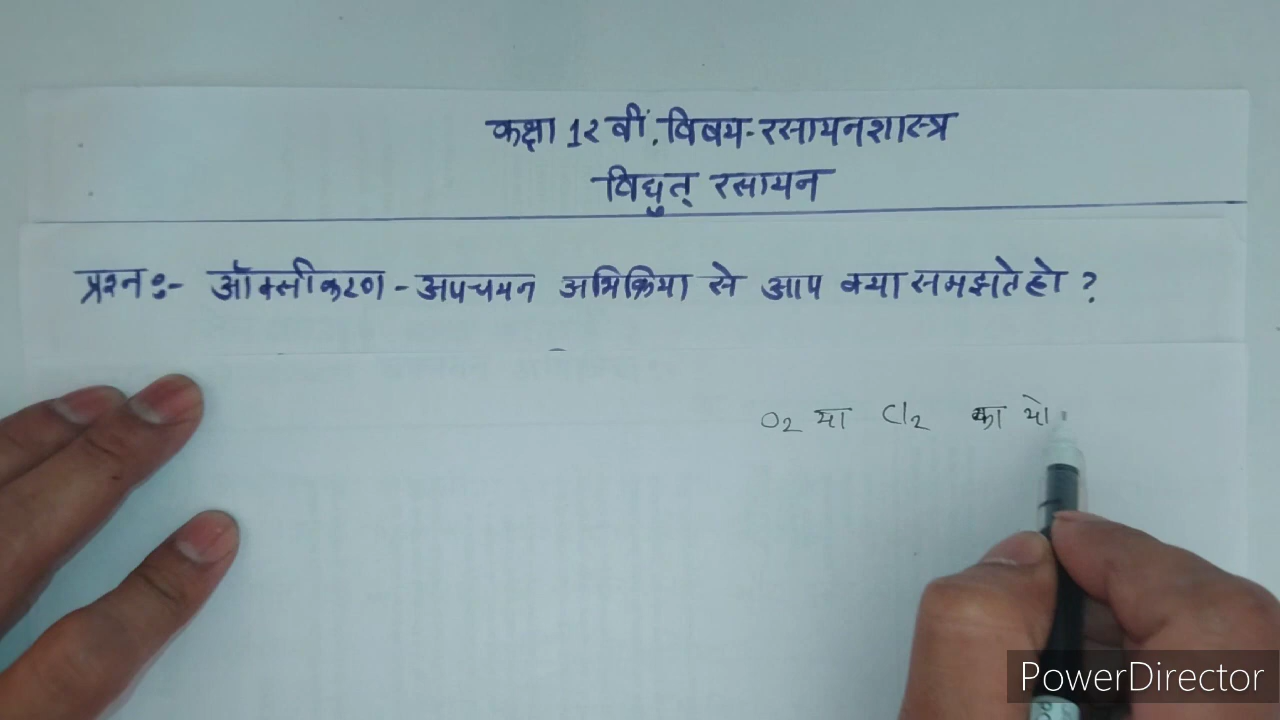 कक्षा 12 वीं. विषय-रसायनशास्त्र
विद्युत् रसायन
प्रश्न:- ऑक्सीकरण-अपचयन अभिक्रिया से आप क्या समझते हो ?
O2 या Cl2 का यो
PowerDirector